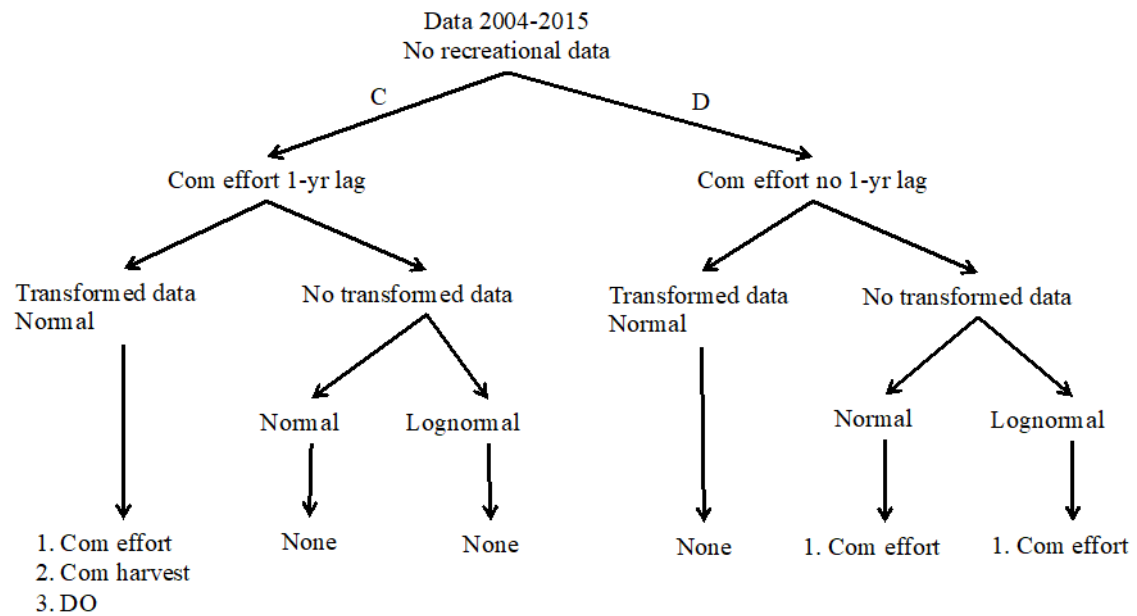 Data 2004-2015
No recreational data
C
D
Com effort 1-yr lag
Com effort no 1-yr lag
Transformed data
Normal
No transformed data
Transformed data
Normal
No transformed data
Normal
Lognormal
Normal
Lognormal
1. Com effort
2. Com harvest
3. DO
None
None
None
1. Com effort
1. Com effort